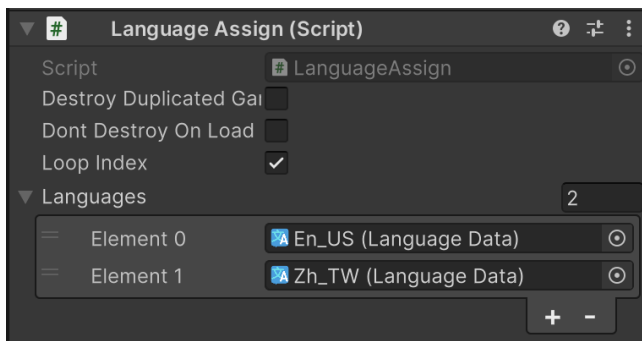 Language Assign (Script)
Script LanguageAssign
Destroy Duplicated Gai
Dont Destroy On Load
Loop Index
Languages 2
Element 0 En_US (Language Data)
Element 1 Zh_TW (Language Data)
+ -